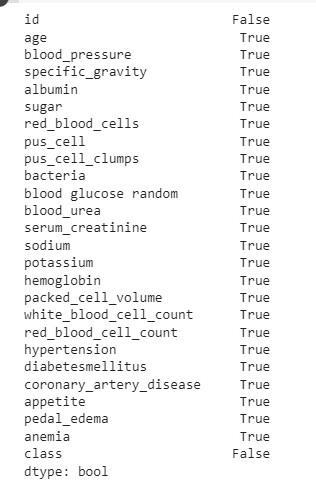 id False
age True
blood_pressure True
specific_gravity True
albumin True
sugar True
red_blood_cells True
pus_cell True
pus_cell_clumps True
bacteria True
blood glucose random True
blood_urea True
serum_creatinine True
sodium True
potassium True
hemoglobin True
packed_cell_volume True
white_blood_cell_count True
red_blood_cell_count True
hypertension True
diabetesmellitus True
coronary_artery_disease True
appetite True
pedal_edema True
anemia True
class False
dtype: bool